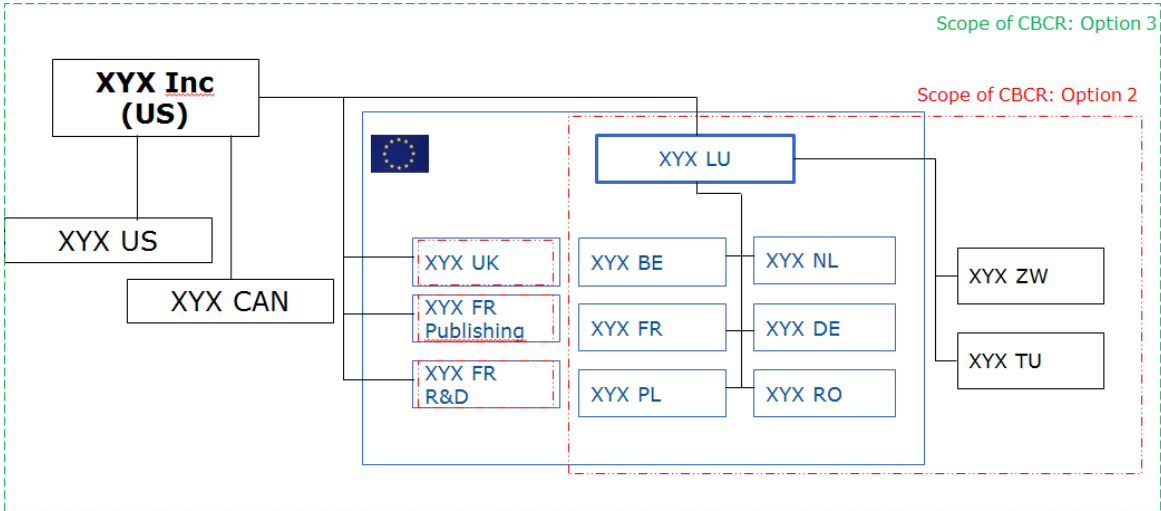 Scope of CBCR: Option 3
XYX Inc
(US)
Scope of CBCR: Option 2
XYX LU
XYX US
XYX CAN
XYX UK
XYX FR
Publishing
XYX FR
R&D
XYX BE
XYX NL
XYX FR
XYX DE
XYX PL
XYX RO
XYX ZW
XYX TU